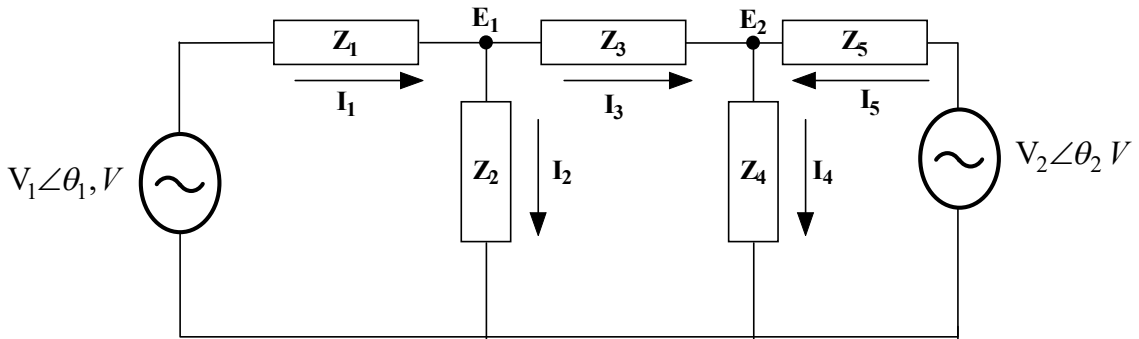 E₁
E₂
Z₁
Z₃
Z₅
I₁
I₃
I₅
V₁∠θ₁, V
Z₂
I₂
Z₄
I₄
V₂∠θ₂ V